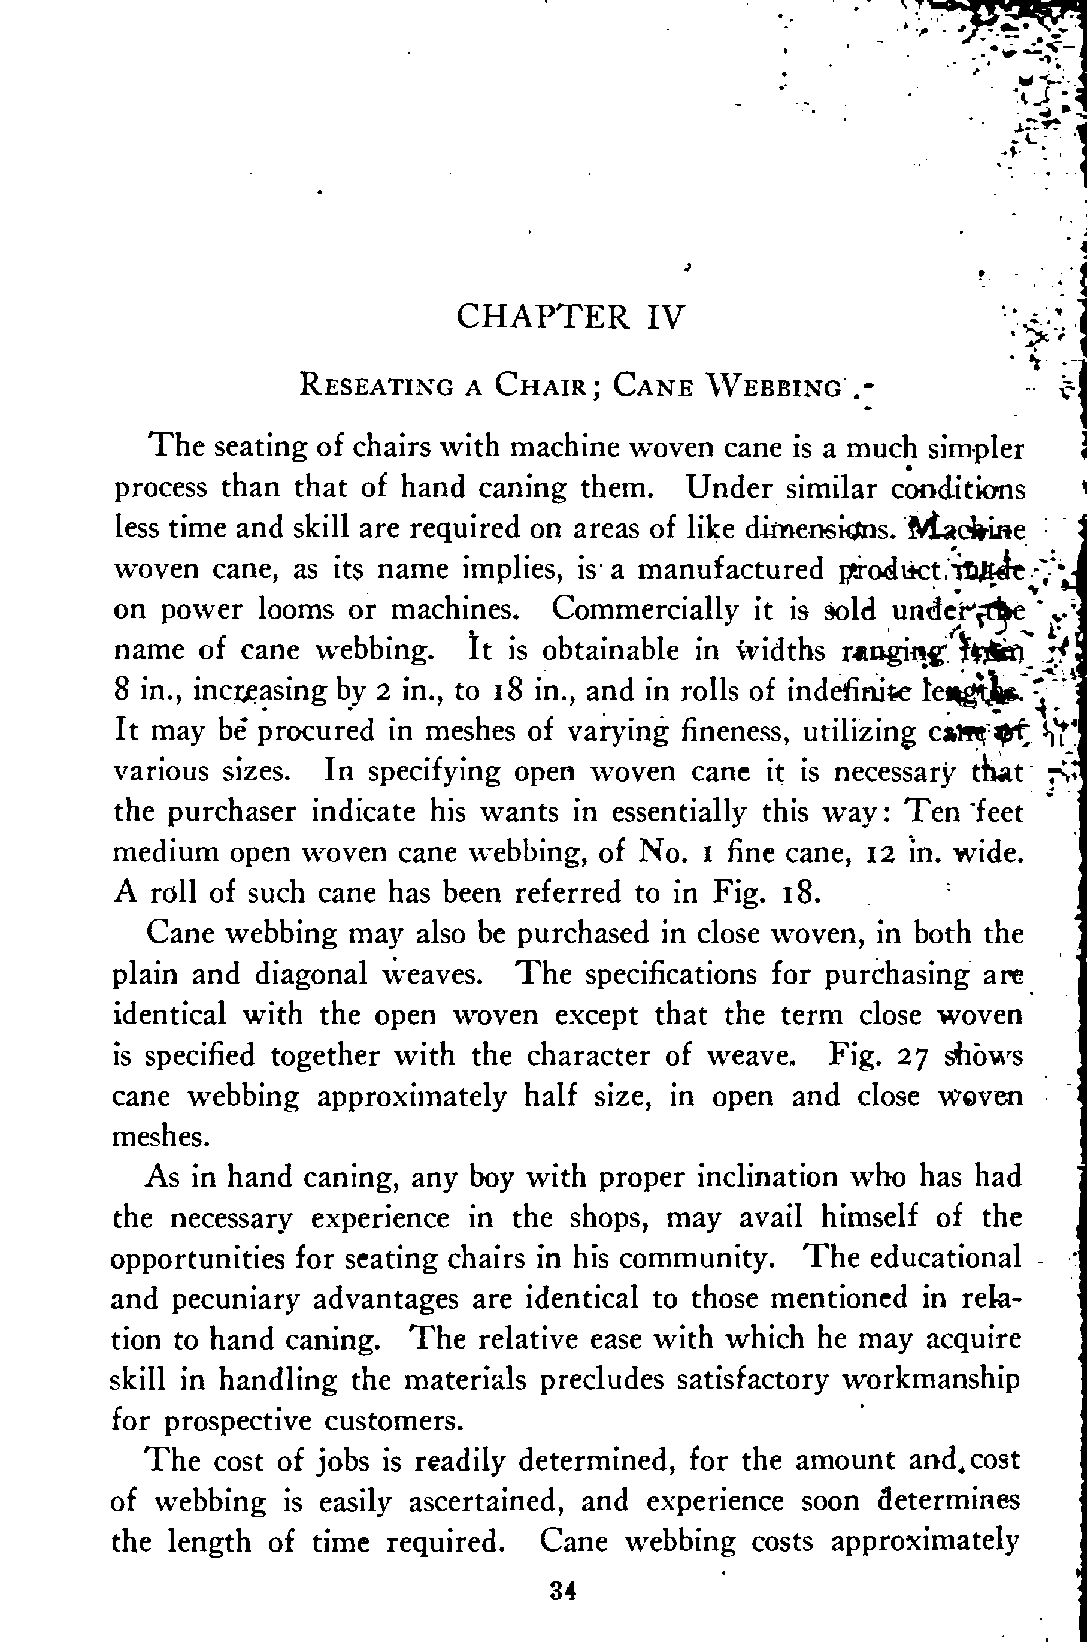 CHAPTER IV
RESEATING A CHAIR; CANE WEBBING
The seating of chairs with machine woven cane is a much simpler
process than that of hand caning them. Under similar conditions
less time and skill are required on areas of like dimensions. Machine
woven cane, as its name implies, is a manufactured product made
on power looms or machines. Commercially it is sold under the
name of cane webbing. It is obtainable in widths ranging from
8 in., increasing by 2 in., to 18 in., and in rolls of indefinite lengths.
It may be procured in meshes of varying fineness, utilizing cane of
various sizes. In specifying open woven cane it is necessary that
the purchaser indicate his wants in essentially this way: Ten feet
medium open woven cane webbing, of No. 1 fine cane, 12 in. wide.
A roll of such cane has been referred to in Fig. 18.
Cane webbing may also be purchased in close woven, in both the
plain and diagonal weaves. The specifications for purchasing are
identical with the open woven except that the term close woven
is specified together with the character of weave. Fig. 27 shows
cane webbing approximately half size, in open and close woven
meshes.
As in hand caning, any boy with proper inclination who has had
the necessary experience in the shops, may avail himself of the
opportunities for seating chairs in his community. The educational
and pecuniary advantages are identical to those mentioned in rela-
tion to hand caning. The relative ease with which he may acquire
skill in handling the materials precludes satisfactory workmanship
for prospective customers.
The cost of jobs is readily determined, for the amount and cost
of webbing is easily ascertained, and experience soon determines
the length of time required. Cane webbing costs approximately
34